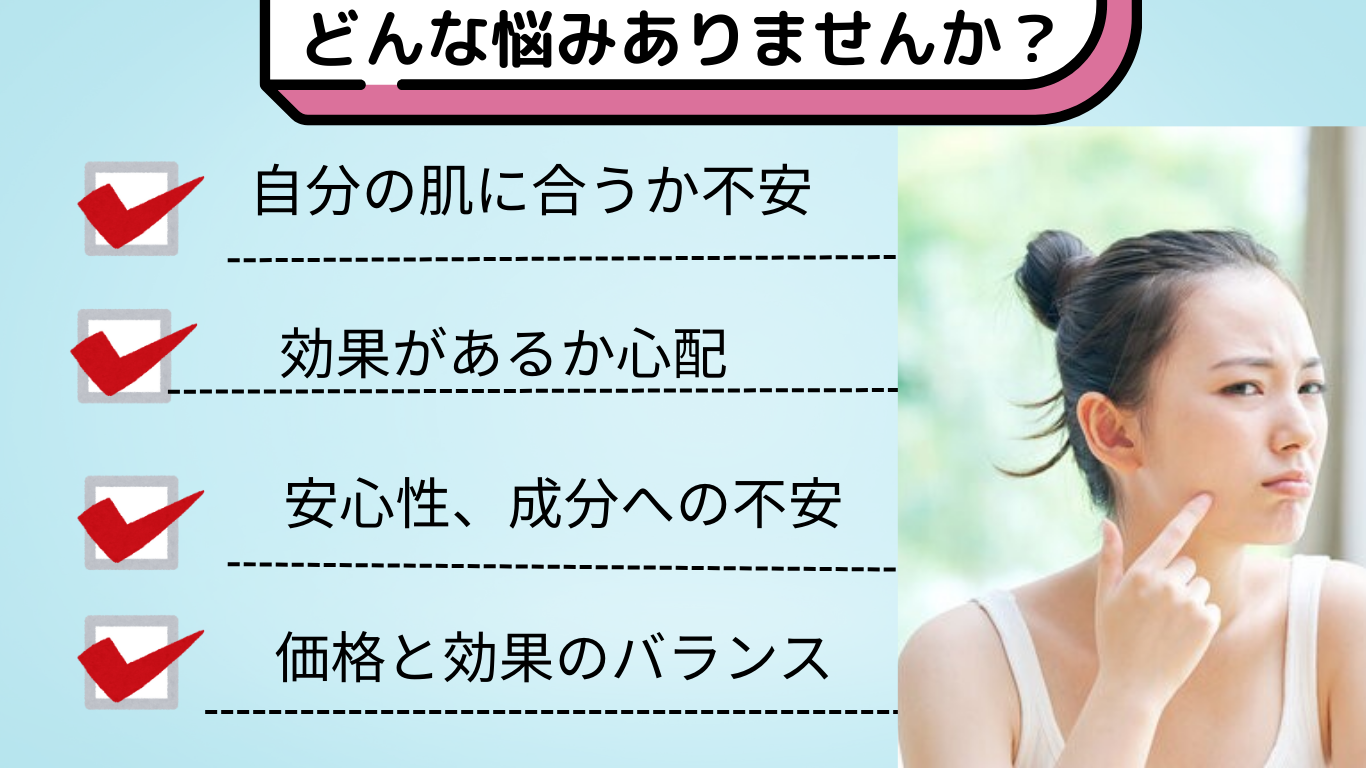 どんな悩みありませんか？
自分の肌に合うか不安
効果があるか心配
安心性、成分への不安
価格と効果のバランス